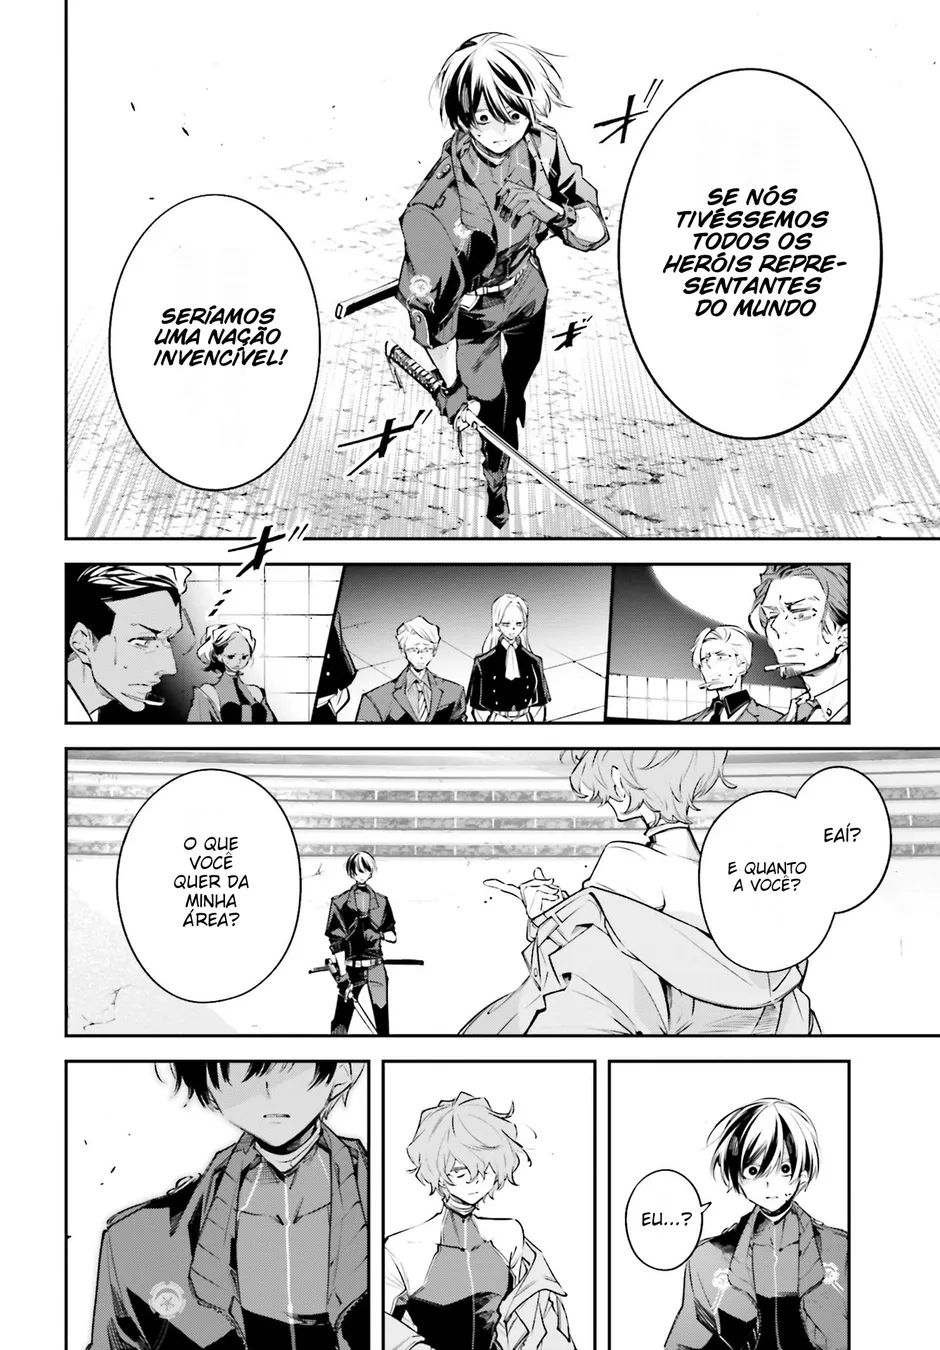 SE NÓS
TIVÉSSEMOS
TODOS OS
HERÓIS REPRE-
SENTANTES
DO MUNDO
SERÍAMOS
UMA NAÇÃO
INVENCÍVEL!
EAÍ?
E QUANTO
A VOCÊ?
O QUE
VOCÊ
QUER DA
MINHA
ÁREA?
EU...?